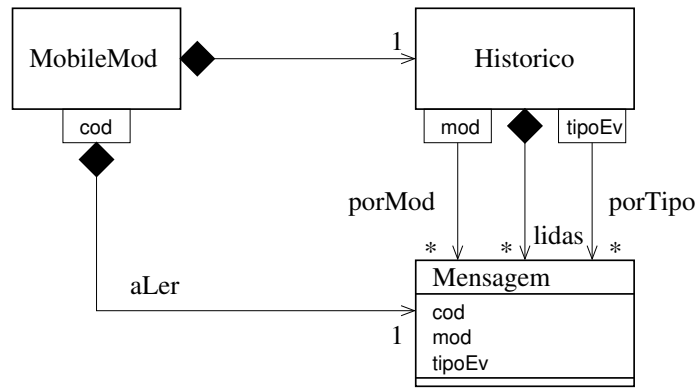 MobileMod
1
Historico
cod
mod
tipoEv
porMod
porTipo
*
*
lidas
*
Mensagem
aLer
cod
1
mod
tipoEv